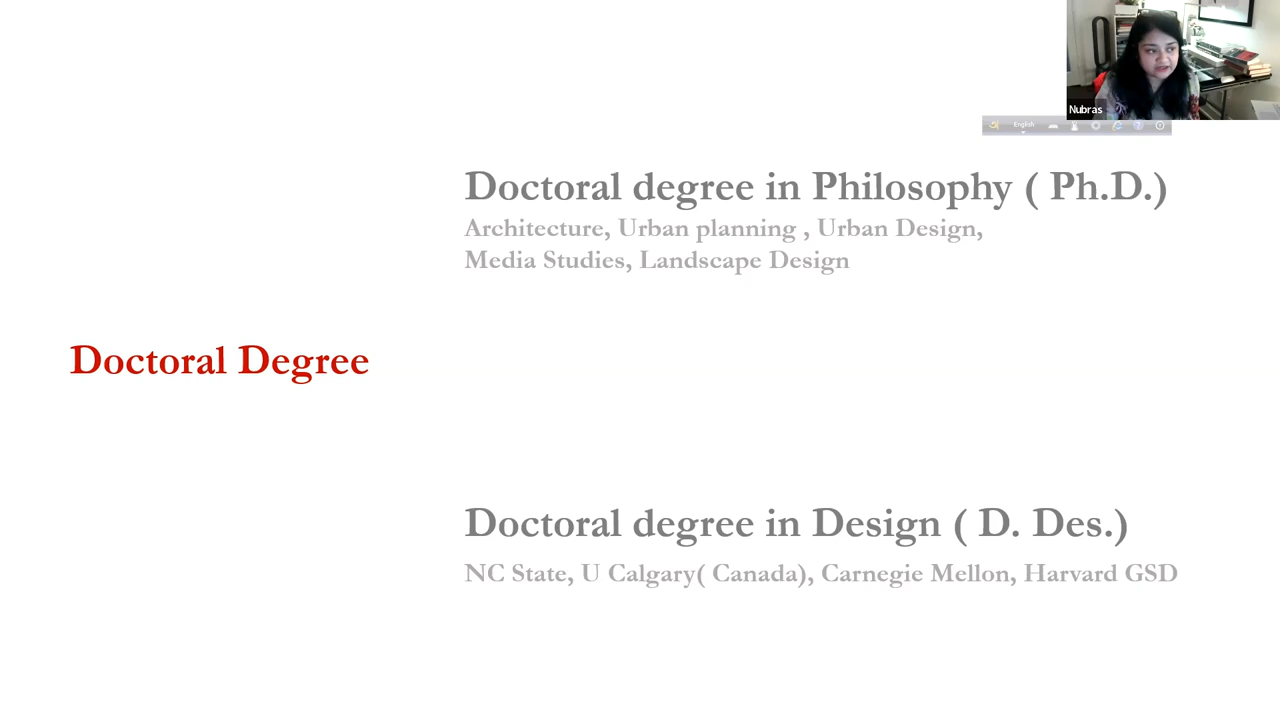 Nubras
English
Doctoral degree in Philosophy ( Ph.D.)
Architecture, Urban planning , Urban Design,
Media Studies, Landscape Design
Doctoral Degree
Doctoral degree in Design ( D. Des.)
NC State, U Calgary( Canada), Carnegie Mellon, Harvard GSD